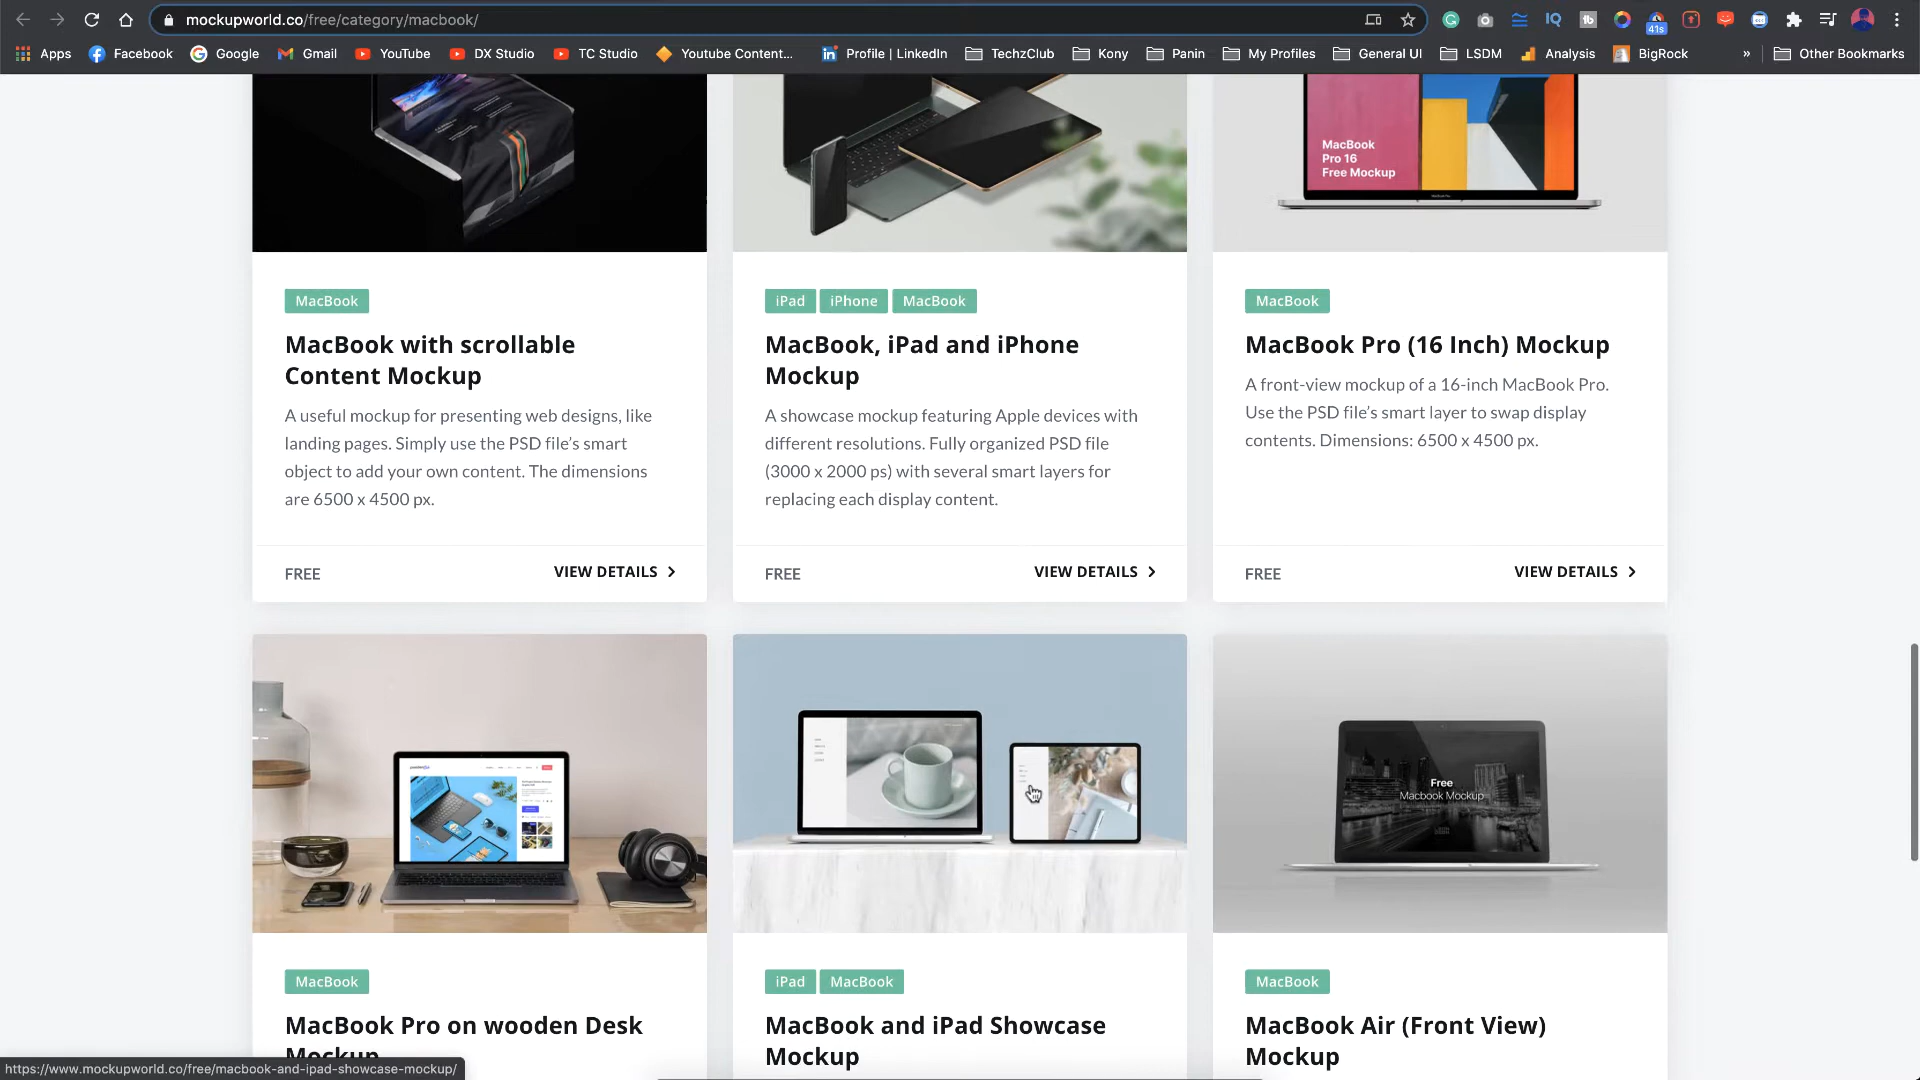 mockupworld.co/free/category/macbook/
41s
Apps Facebook Google Gmail YouTube DX Studio TC Studio Youtube Content... Profile | LinkedIn TechzClub Kony Panin My Profiles General UI LSDM Analysis BigRock » Other Bookmarks
MacBook
Pro 16
Free Mockup
MacBook
MacBook with scrollable
Content Mockup
A useful mockup for presenting web designs, like
landing pages. Simply use the PSD file’s smart
object to add your own content. The dimensions
are 6500 x 4500 px.
FREE VIEW DETAILS
iPad iPhone MacBook
MacBook, iPad and iPhone
Mockup
A showcase mockup featuring Apple devices with
different resolutions. Fully organized PSD file
(3000 x 2000 ps) with several smart layers for
replacing each display content.
FREE VIEW DETAILS
MacBook
MacBook Pro (16 Inch) Mockup
A front-view mockup of a 16-inch MacBook Pro.
Use the PSD file’s smart layer to swap display
contents. Dimensions: 6500 x 4500 px.
FREE VIEW DETAILS
Free
Macbook Mockup
MacBook
MacBook Pro on wooden Desk
Mockup
iPad MacBook
MacBook and iPad Showcase
Mockup
MacBook
MacBook Air (Front View)
Mockup
https://www.mockupworld.co/free/macbook-and-ipad-showcase-mockup/